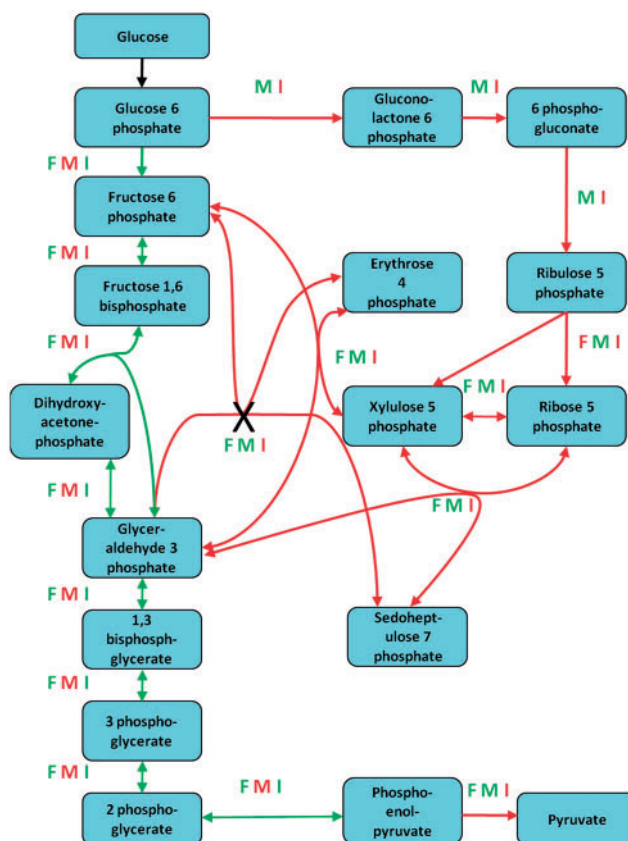 Glucose
Glucose 6
phosphate
M I
Glucono-
lactone 6
phosphate
M I
6 phospho-
gluconate
F M I
M I
Fructose 6
phosphate
F M I
Erythrose
4
phosphate
Ribulose 5
phosphate
Fructose 1,6
bisphosphate
F M I
F M I
F M I
Dihydroxy-
acetone-
phosphate
Xylulose 5
phosphate
F M I
Ribose 5
phosphate
X
F M I
F M I
F M I
Glycer-
aldehyde 3
phosphate
F M I
1,3
bisphosph-
glycerate
Sedohept-
ulose 7
phosphate
F M I
3 phospho-
glycerate
F M I
2 phospho-
glycerate
F M I
Phospho-
enol-
pyruvate
F M I
Pyruvate